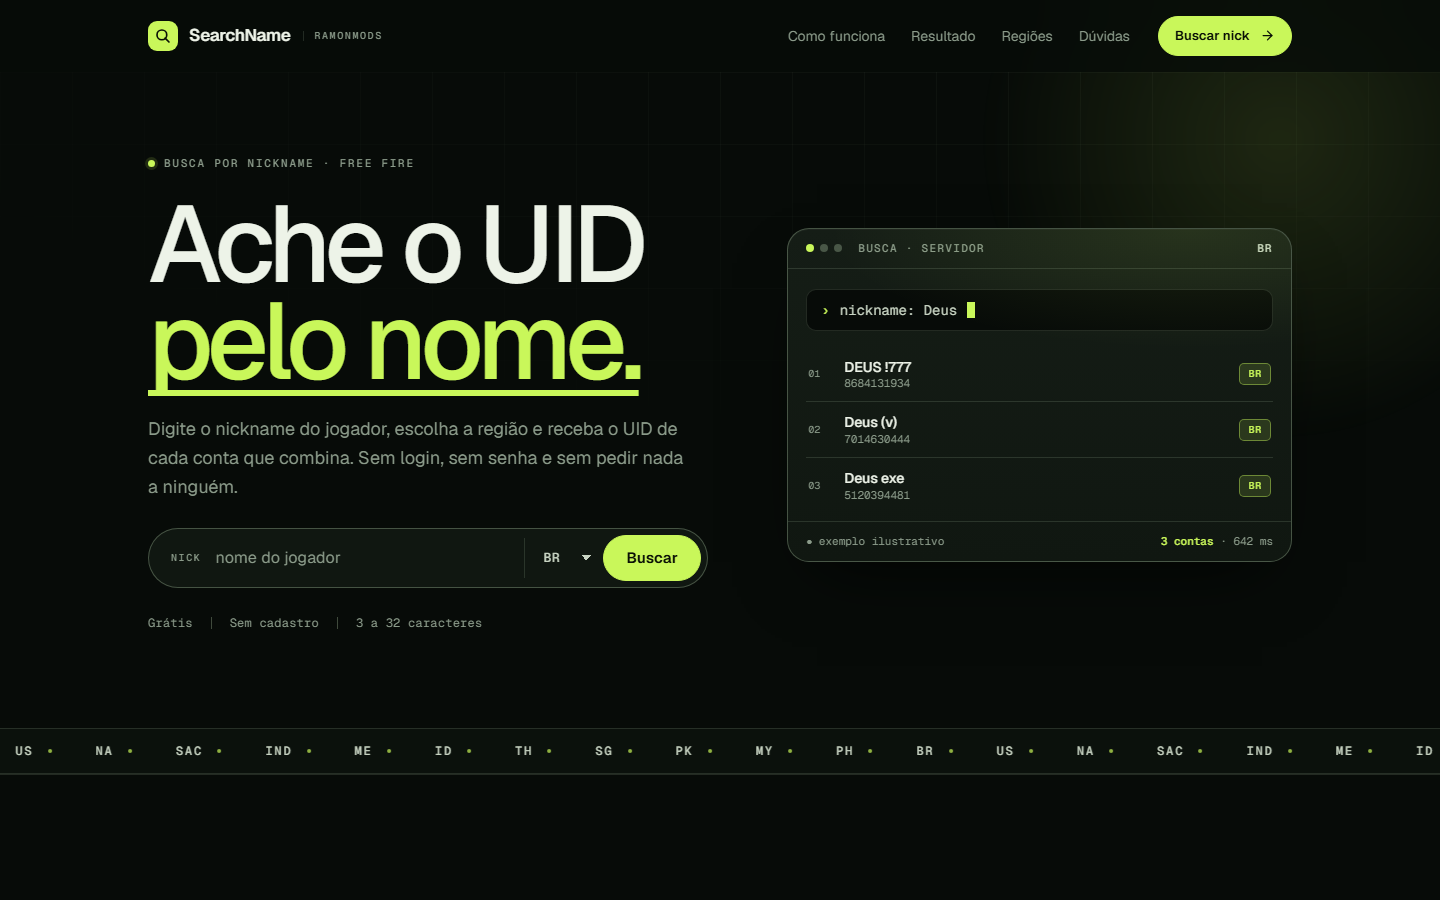 SearchName | RAMONMODS
Como funciona Resultado Regiões Dúvidas Buscar nick →
BUSCA POR NICKNAME · FREE FIRE
Ache o UID
pelo nome.
Digite o nickname do jogador, escolha a região e receba o UID de
cada conta que combina. Sem login, sem senha e sem pedir nada
a ninguém.
NICK nome do jogador BR Buscar
Grátis | Sem cadastro | 3 a 32 caracteres
BUSCA · SERVIDOR BR
› nickname: Deus
01 DEUS !777 BR
8684131934
02 Deus (v) BR
7014630444
03 Deus exe BR
5120394481
● exemplo ilustrativo 3 contas · 642 ms
US • NA • SAC • IND • ME • ID • TH • SG • PK • MY • PH • BR • US • NA • SAC • IND • ME • ID